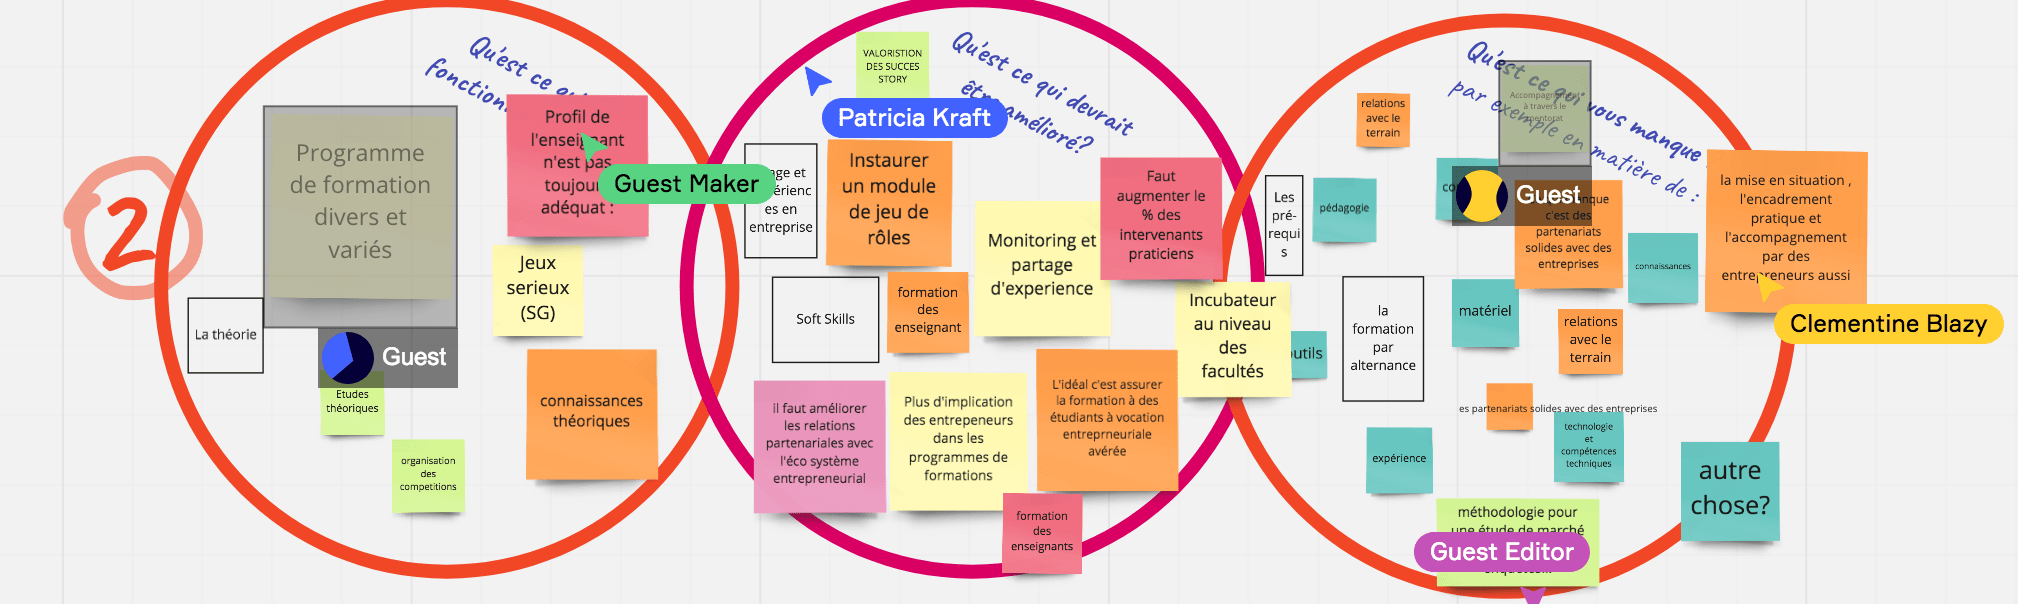 2
Qu'est ce qui
fonction
Programme
de formation
divers et
variés
Profil de
l'enseignant
n'est pas
toujours
adéquat :
Guest Maker
Jeux
serieux
(SG)
La théorie
Guest
Etudes
théoriques
organisation
des
competitions
connaissances
théoriques
Qu'est ce qui devrait
être amélioré?
VALORISTION
DES SUCCES
STORY
Patricia Kraft
es en
entreprise
Instaurer
un module
de jeu de
rôles
Faut
augmenter le
% des
intervenants
praticiens
Monitoring et
partage
d'experience
Soft Skills
formation
des
enseignant
Incubateur
au niveau
des
facultés
il faut améliorer
les relations
partenariales avec
l'éco système
entrepreneurial
Plus d'implication
des entrepeneurs
dans les
programmes de
formations
L'idéal c'est assurer
la formation à des
étudiants à vocation
entreprneuriale
avérée
formation
des
enseignants
Qu'est ce qui vous manque
par exemple en matière de :
relations
avec le
terrain
Accompagnement
à travers le
mentorat
Les
pré-
requi
s
pédagogie
Guest
c'est des
partenariats
solides avec des
entreprises
connaissances
la mise en situation ,
l'encadrement
pratique et
l'accompagnement
par des
entrepreneurs aussi
Clementine Blazy
outils
la
formation
par
alternance
matériel
relations
avec le
terrain
es partenariats solides avec des entreprises
technologie
et
compétences
techniques
expérience
autre
chose?
méthodologie pour
une étude de marché
Guest Editor